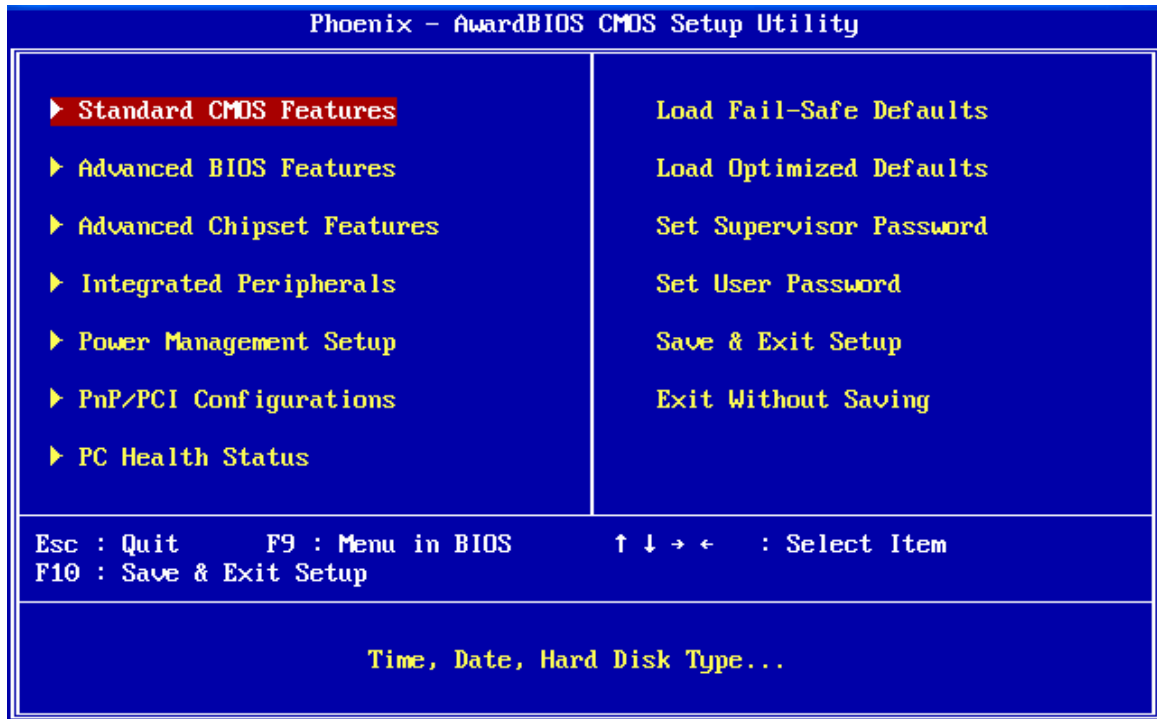 Phoenix - AwardBIOS CMOS Setup Utility
▶ Standard CMOS Features
▶ Advanced BIOS Features
▶ Advanced Chipset Features
▶ Integrated Peripherals
▶ Power Management Setup
▶ PnP/PCI Configurations
▶ PC Health Status
Load Fail-Safe Defaults
Load Optimized Defaults
Set Supervisor Password
Set User Password
Save & Exit Setup
Exit Without Saving
Esc : Quit F9 : Menu in BIOS ↑ ↓ → ← : Select Item
F10 : Save & Exit Setup
Time, Date, Hard Disk Type...